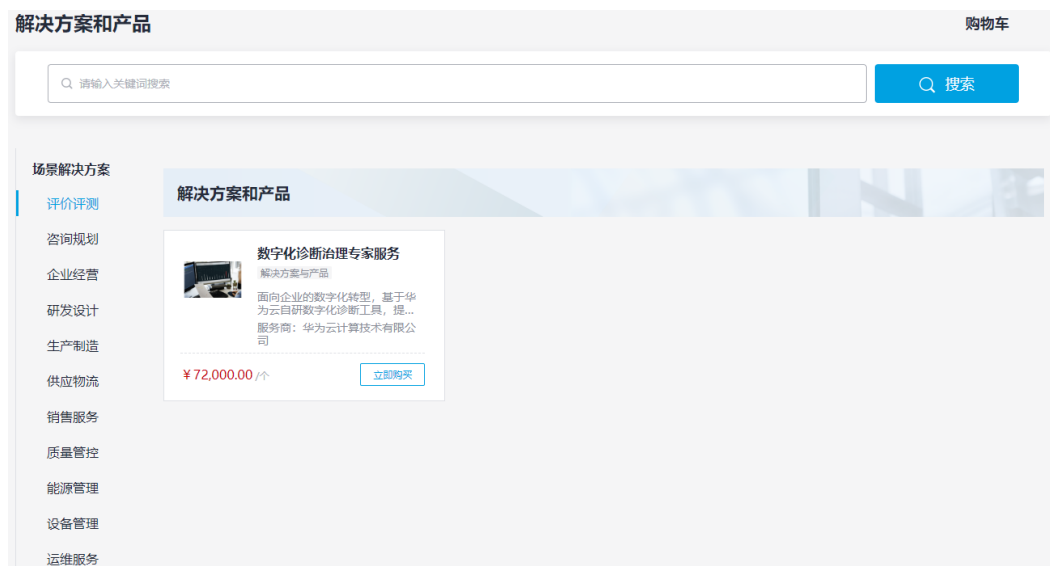 解决方案和产品
购物车
请输入关键词搜索
搜索
场景解决方案
评价评测
咨询规划
企业经营
研发设计
生产制造
供应物流
销售服务
质量管控
能源管理
设备管理
运维服务
解决方案和产品
数字化诊断治理专家服务
解决方案与产品
面向企业的数字化转型，基于华
为云自研数字化诊断工具，提...
服务商：华为云计算技术有限公
司
¥72,000.00 /个
立即购买